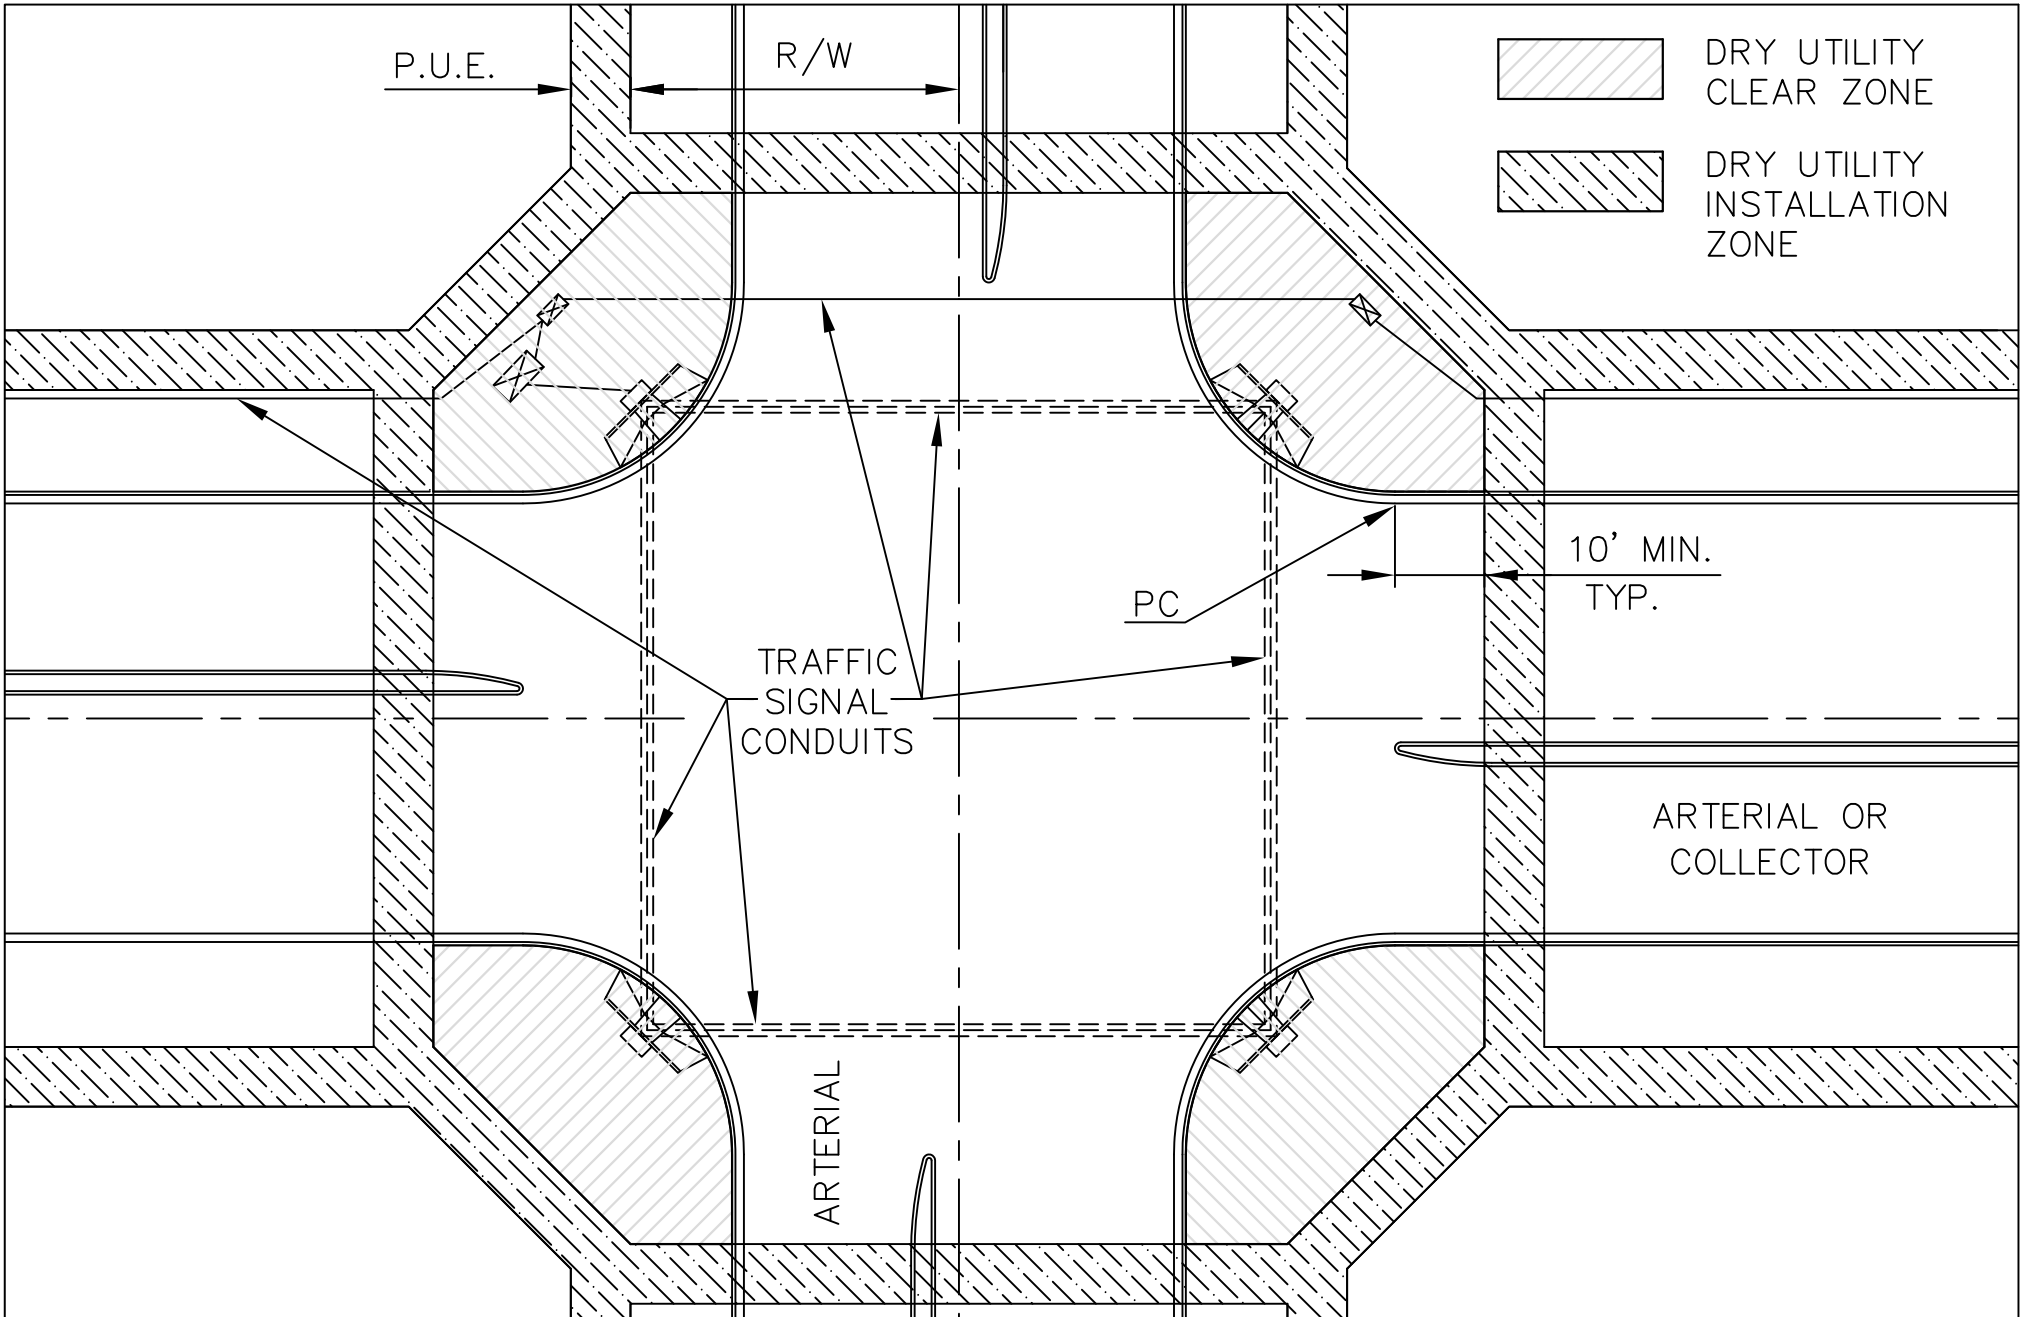 P.U.E.
R/W
DRY UTILITY
CLEAR ZONE
DRY UTILITY
INSTALLATION
ZONE
10' MIN.
TYP.
PC
TRAFFIC
SIGNAL
CONDUITS
ARTERIAL OR
COLLECTOR
ARTERIAL